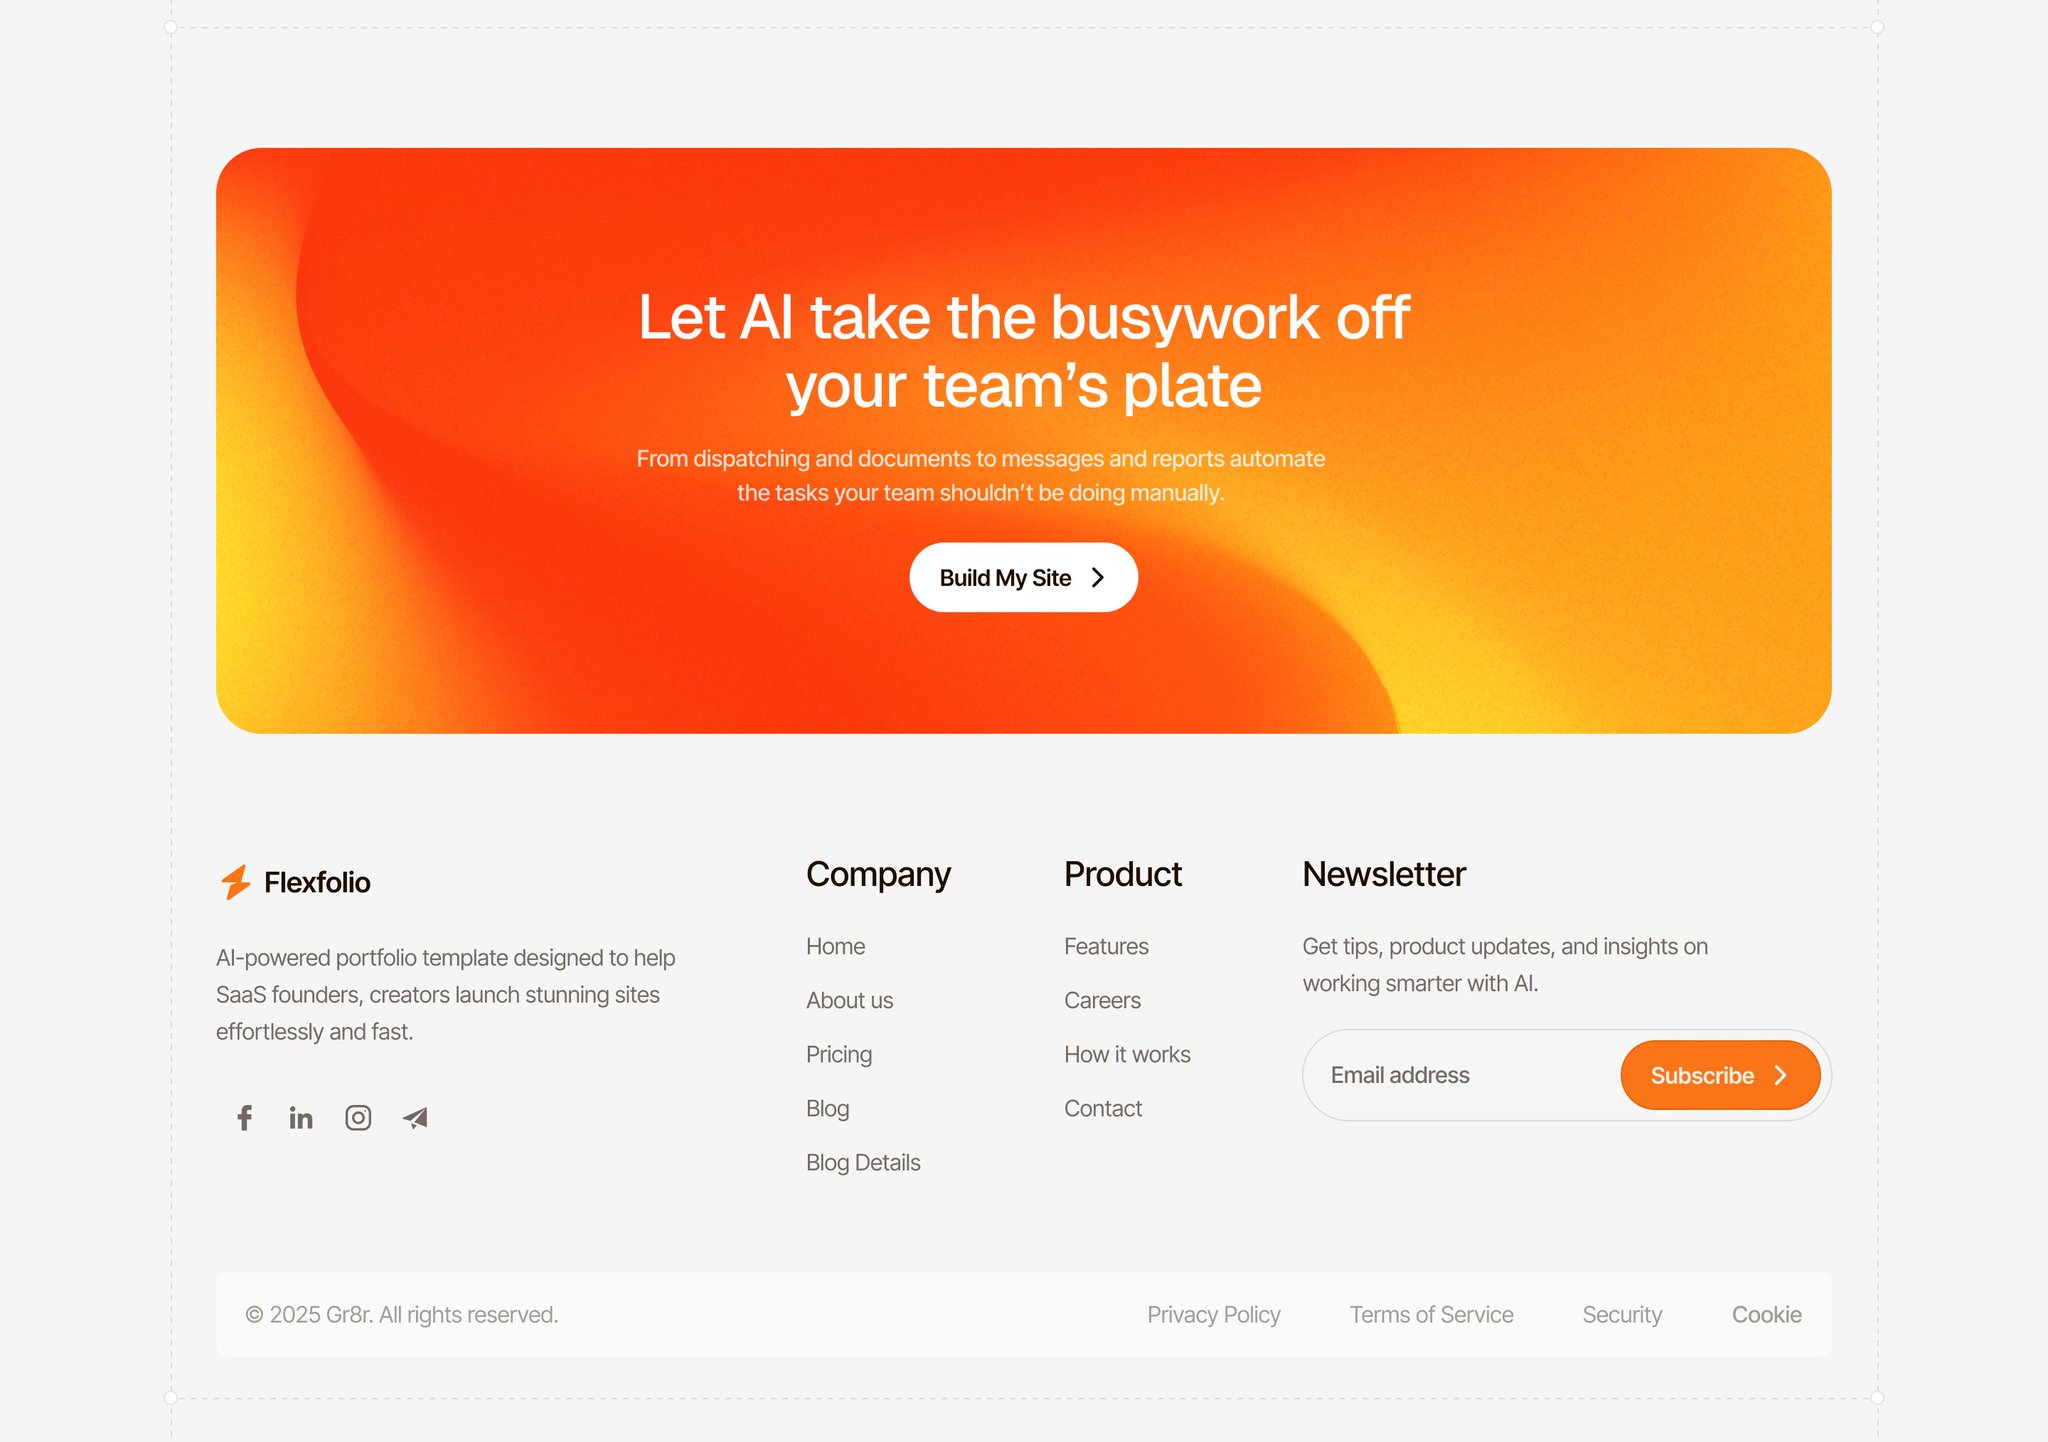 Let AI take the busywork off
your team’s plate
From dispatching and documents to messages and reports automate
the tasks your team shouldn’t be doing manually.
Build My Site
Flexfolio
AI-powered portfolio template designed to help
SaaS founders, creators launch stunning sites
effortlessly and fast.
Company
Home
About us
Pricing
Blog
Blog Details
Product
Features
Careers
How it works
Contact
Newsletter
Get tips, product updates, and insights on
working smarter with AI.
Email address
Subscribe
© 2025 Gr8r. All rights reserved.
Privacy Policy
Terms of Service
Security
Cookie